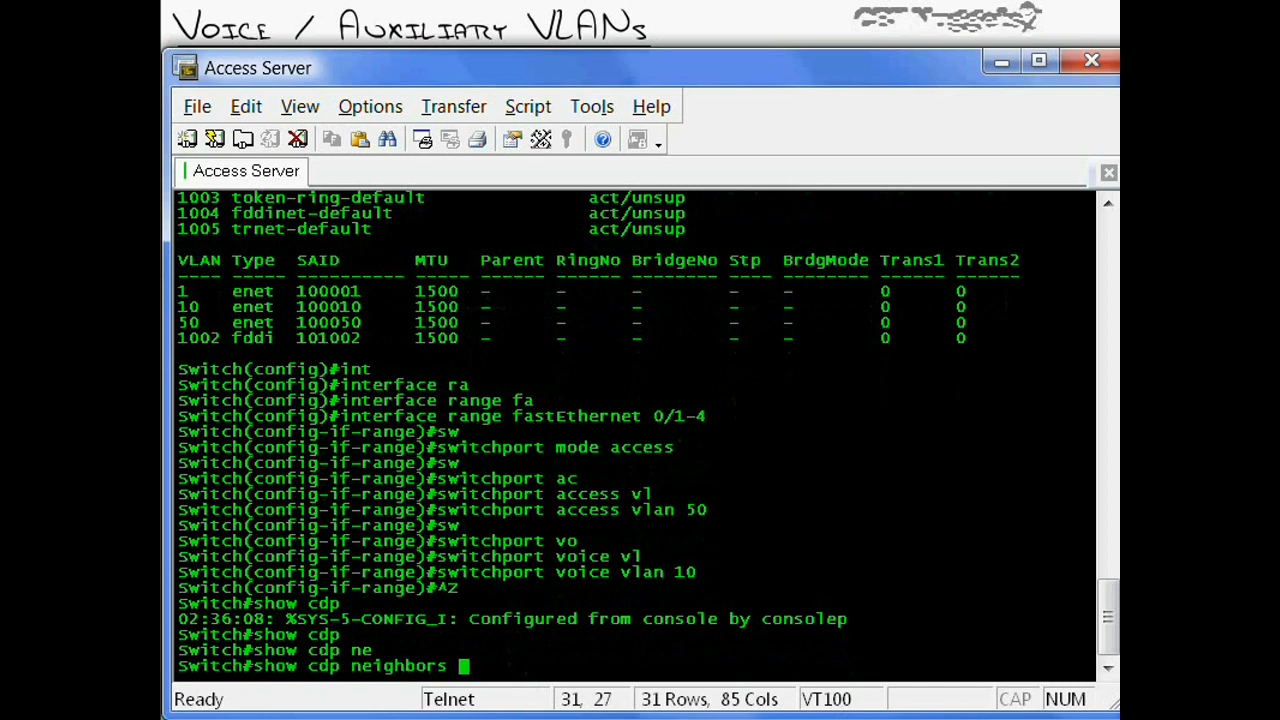 VOICE / AUXILIARY VLANS
Access Server
File Edit View Options Transfer Script Tools Help
Access Server
1003 token-ring-default act/unsup
1004 fddinet-default act/unsup
1005 trnet-default act/unsup
VLAN Type SAID MTU Parent RingNo BridgeNo Stp BrdgMode Trans1 Trans2
---- ----- ---------- ----- ------ ------ -------- ---- -------- ------ ------
1 enet 100001 1500 - - - - - 0 0
10 enet 100010 1500 - - - - - 0 0
50 enet 100050 1500 - - - - - 0 0
1002 fddi 101002 1500 - - - - - 0 0
Switch(config)#int
Switch(config)#interface ra
Switch(config)#interface range fa
Switch(config)#interface range fastEthernet 0/1-4
Switch(config-if-range)#sw
Switch(config-if-range)#switchport mode access
Switch(config-if-range)#sw
Switch(config-if-range)#switchport ac
Switch(config-if-range)#switchport access vl
Switch(config-if-range)#switchport access vlan 50
Switch(config-if-range)#sw
Switch(config-if-range)#switchport vo
Switch(config-if-range)#switchport voice vl
Switch(config-if-range)#switchport voice vlan 10
Switch(config-if-range)#^Z
Switch#show cdp
02:36:08: %SYS-5-CONFIG_I: Configured from console by consolep
Switch#show cdp
Switch#show cdp ne
Switch#show cdp neighbors
Ready Telnet 31, 27 31 Rows, 85 Cols VT100 CAP NUM